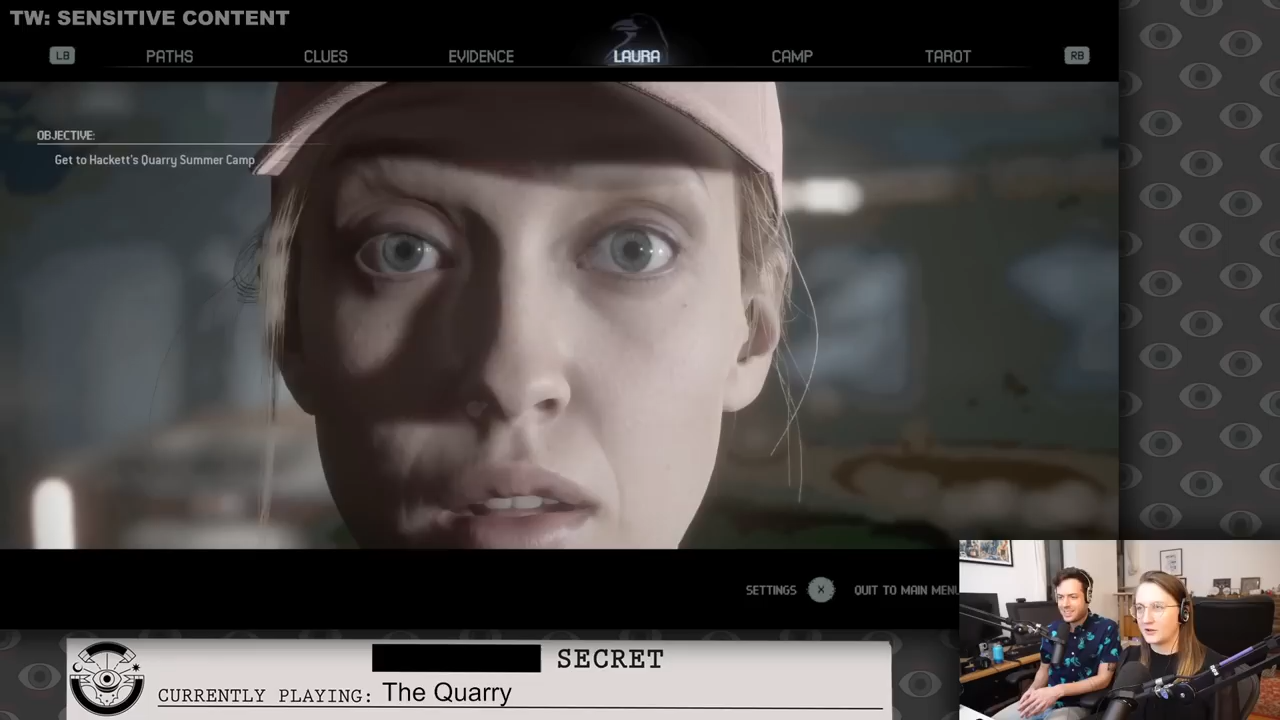 TW: SENSITIVE CONTENT
LB PATHS CLUES EVIDENCE LAURA CAMP TAROT RB
OBJECTIVE:
Get to Hackett's Quarry Summer Camp
SETTINGS X QUIT TO MAIN MENU
SECRET
CURRENTLY PLAYING: The Quarry